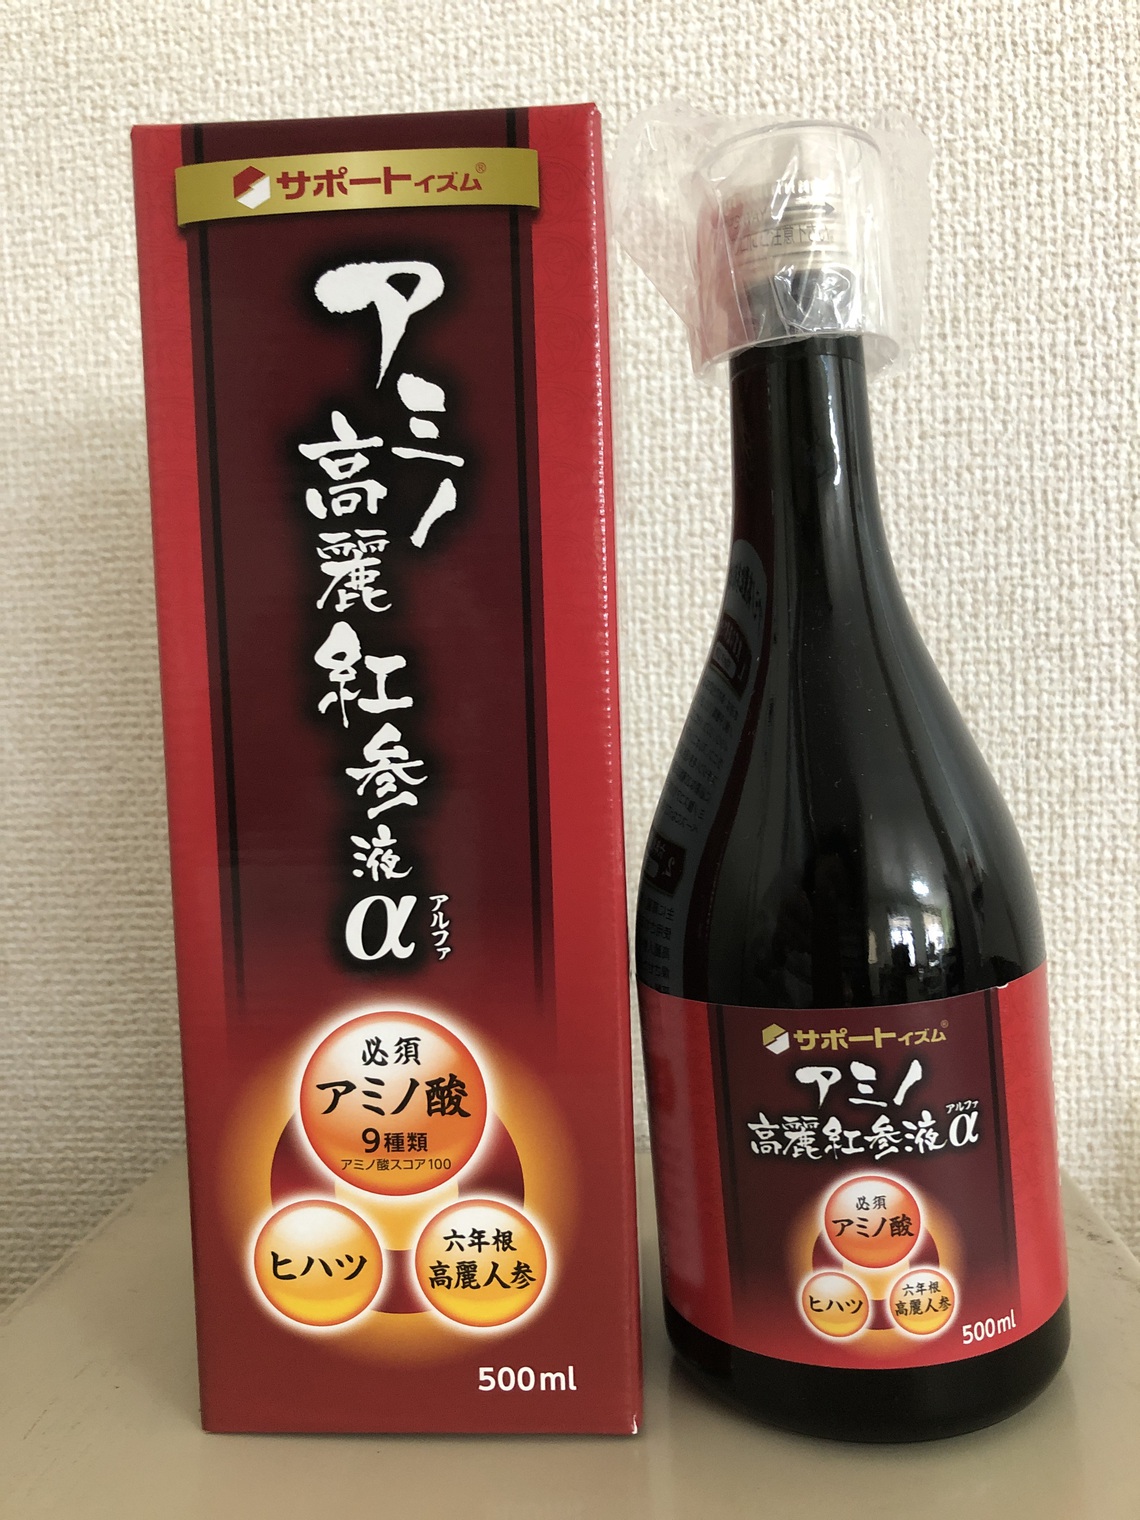 サポートイズム®
アミノ
高麗紅参液
α
アルファ
必須
アミノ酸
9種類
アミノ酸スコア100
ヒハツ
六年根
高麗人参
500ml
サポートイズム®
アミノ
高麗紅参液α
アルファ
必須
アミノ酸
ヒハツ
六年根
高麗人参
500ml